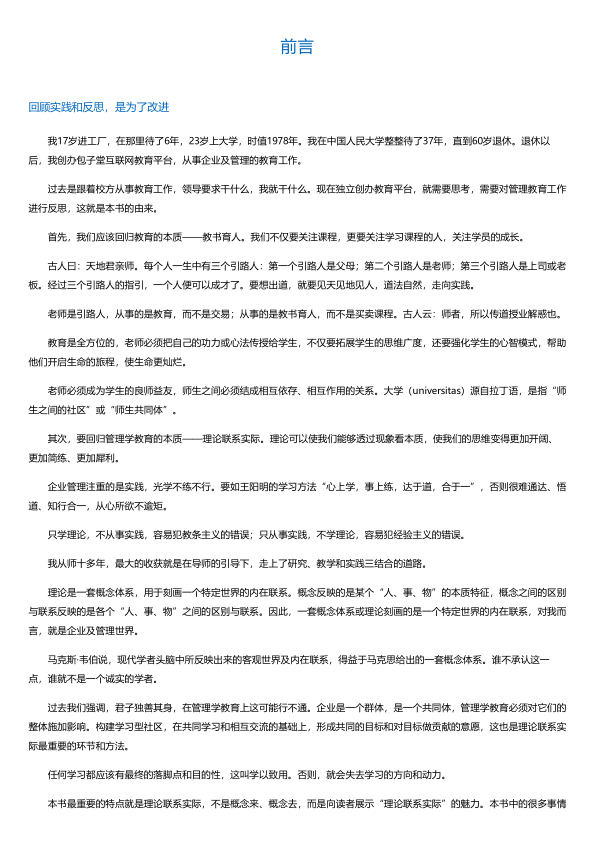 前言
回顾实践和反思，是为了改进
我17岁进工厂，在那里待了6年，23岁上大学，时值1978年。我在中国人民大学整整待了37年，直到60岁退休。退休以
后，我创办包子堂互联网教育平台，从事企业及管理的教育工作。
过去是跟着校方从事教育工作，领导要求干什么，我就干什么。现在独立创办教育平台，就需要思考，需要对管理教育工作
进行反思，这就是本书的由来。
首先，我们应该回归教育的本质——教书育人。我们不仅要关注课程，更要关注学习课程的人，关注学员的成长。
古人曰：天地君亲师。每个人一生中有三个引路人：第一个引路人是父母；第二个引路人是老师；第三个引路人是上司或老
板。经过三个引路人的指引，一个人便可以成才了。要想出道，就要见天见地见人，道法自然，走向实践。
老师是引路人，从事的是教育，而不是交易；从事的是教书育人，而不是买卖课程。古人云：师者，所以传道授业解惑也。
教育是全方位的，老师必须把自己的功力或心法传授给学生，不仅要拓展学生的思维广度，还要强化学生的心智模式，帮助
他们开启生命的旅程，使生命更灿烂。
老师必须成为学生的良师益友，师生之间必须结成相互依存、相互作用的关系。大学（universitas）源自拉丁语，是指“师
生之间的社区”或“师生共同体”。
其次，要回归管理学教育的本质——理论联系实际。理论可以使我们能够透过现象看本质，使我们的思维变得更加开阔、
更加简练、更加犀利。
企业管理注重的是实践，光学不练不行。要如王阳明的学习方法“心上学，事上练，达于道，合于一”，否则很难通达、悟
道、知行合一，从心所欲不逾矩。
只学理论，不从事实践，容易犯教条主义的错误；只从事实践，不学理论，容易犯经验主义的错误。
我从师十多年，最大的收获就是在导师的引导下，走上了研究、教学和实践三结合的道路。
理论是一套概念体系，用于刻画一个特定世界的内在联系。概念反映的是某个“人、事、物”的本质特征，概念之间的区别
与联系反映的是各个“人、事、物”之间的区别与联系。因此，一套概念体系或理论刻画的是一个特定世界的内在联系，对我而
言，就是企业及管理世界。
马克斯·韦伯说，现代学者头脑中所反映出来的客观世界及内在联系，得益于马克思给出的一套概念体系。谁不承认这一
点，谁就不是一个诚实的学者。
过去我们强调，君子独善其身，在管理学教育上这可能行不通。企业是一个群体，是一个共同体，管理学教育必须对它们的
整体施加影响。构建学习型社区，在共同学习和相互交流的基础上，形成共同的目标和对目标做贡献的意愿，这也是理论联系实
际最重要的环节和方法。
任何学习都应该有最终的落脚点和目的性，这叫学以致用。否则，就会失去学习的方向和动力。
本书最重要的特点就是理论联系实际，不是概念来、概念去，而是向读者展示“理论联系实际”的魅力。本书中的很多事情